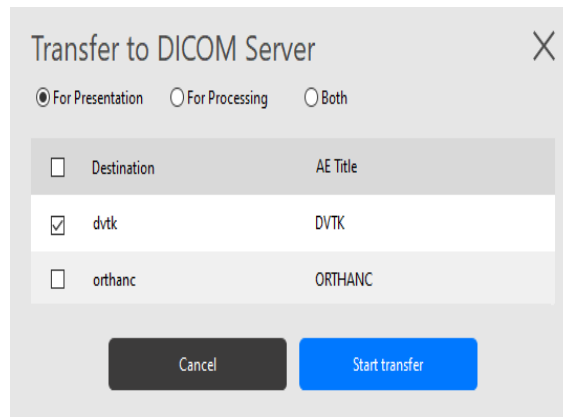 Transfer to DICOM Server
For Presentation For Processing Both
Destination AE Title
dvtk DVTK
orthanc ORTHANC
Cancel Start transfer